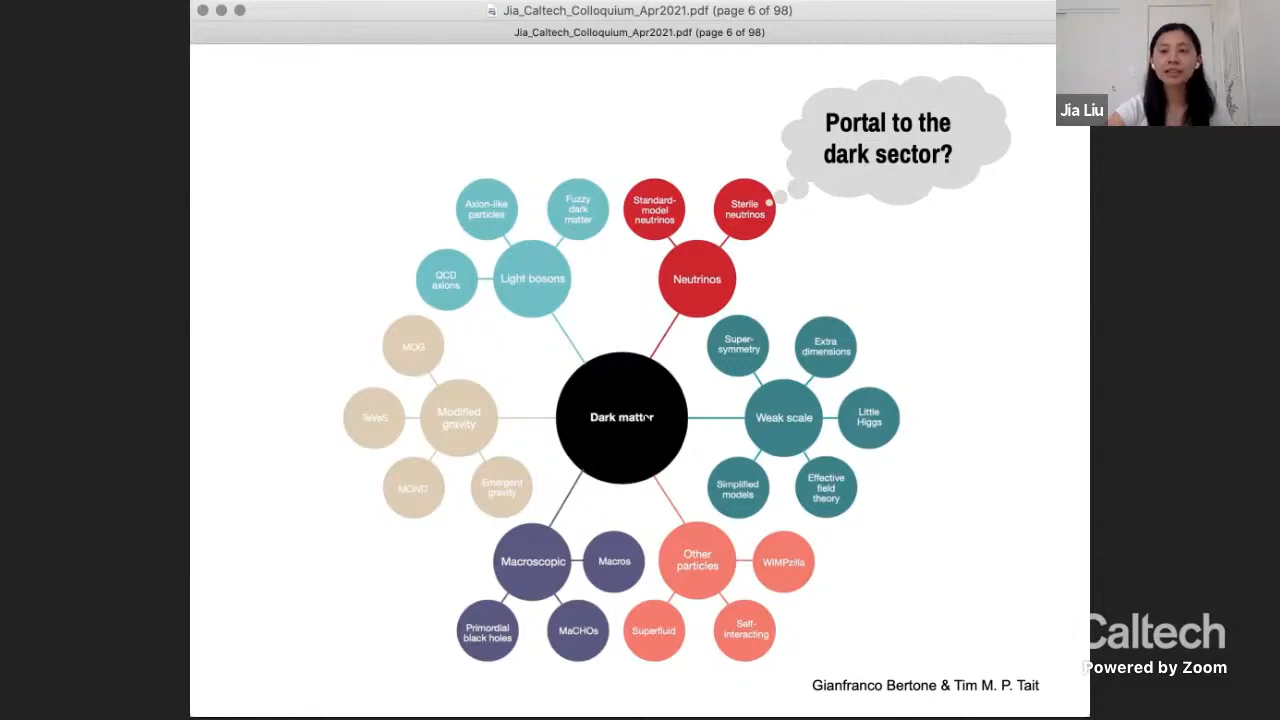 Jia_Caltech_Colloquium_Apr2021.pdf (page 6 of 98)
Jia_Caltech_Colloquium_Apr2021.pdf (page 6 of 98)
Jia Liu
Portal to the
dark sector?
Axion-like
particles
Fuzzy
dark
matter
Standard-
model
neutrinos
Sterile
neutrinos
QCD
axions
Light bosons
Neutrinos
MOG
Super-
symmetry
Extra
dimensions
TeVeS
Modified
gravity
Dark matter
Weak scale
Little
Higgs
MOND
Emergent
gravity
Simplified
models
Effective
field
theory
Macroscopic
Macros
Other
particles
WIMPzilla
Primordial
black holes
MaCHOs
Superfluid
Self-
interacting
Caltech
Powered by Zoom
Gianfranco Bertone & Tim M. P. Tait